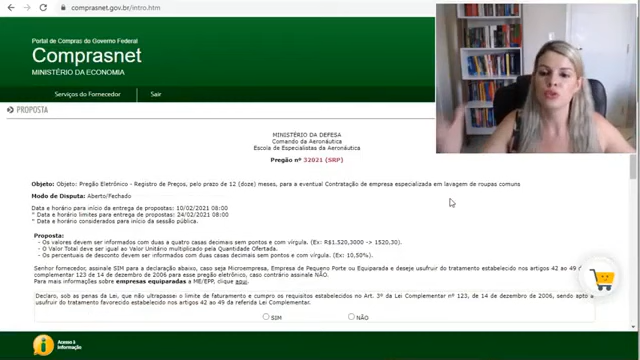 comprasnet.gov.br/intro.htm
Portal de Compras do Governo Federal
Comprasnet
MINISTÉRIO DA ECONOMIA
Serviços do Fornecedor
Sair
PROPOSTA
MINISTÉRIO DA DEFESA
Comando da Aeronáutica
Escola de Especialistas da Aeronáutica
Pregão nº 32021 (SRP)
Objeto: Objeto: Pregão Eletrônico - Registro de Preços, pelo prazo de 12 (doze) meses, para a eventual Contratação de empresa especializada em lavagem de roupas comuns
Modo de Disputa: Aberto/Fechado
Data e horário para início da entrega de propostas: 10/02/2021 08:00
* Data e horário limites para entrega de propostas: 24/02/2021 08:00
* Data e horário considerados para início da sessão pública.
Proposta:
- Os valores devem ser informados com duas a quatro casas decimais sem pontos e com vírgula. (Ex: R$1.520,3000 -> 1520,30).
- O Valor Total deve ser igual ao Valor Unitário multiplicado pela Quantidade Ofertada.
- Os percentuais de desconto devem ser informados com duas casas decimais sem pontos e com vírgula. (Ex: 10,50%).
Senhor fornecedor, assinale SIM para a declaração abaixo, caso seja Microempresa, Empresa de Pequeno Porte ou Equiparada e deseje usufruir do tratamento estabelecido nos artigos 42 ao 49 d
complementar 123 de 14 de dezembro de 2006 para esse pregão eletrônico, caso contrário assinale NÃO.
Para mais informações sobre empresas equiparadas a ME/EPP, clique aqui.
Declaro, sob as penas da Lei, que não ultrapassei o limite de faturamento e cumpro os requisitos estabelecidos no Art. 3º da Lei Complementar nº 123, de 14 de dezembro de 2006, sendo apto a
usufruir do tratamento favorecido estabelecido nos artigos 42 ao 49 da referida Lei Complementar.
SIM
NÃO
Acesso à
Informação